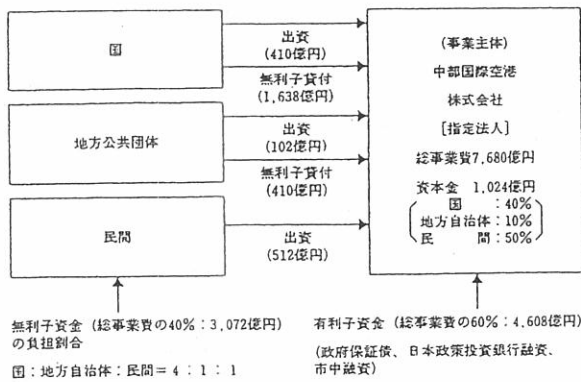 国
出資
(410億円)
無利子貸付
(1,638億円)
地方公共団体
出資
(102億円)
無利子貸付
(410億円)
民間
出資
(512億円)
(事業主体)
中部国際空港
株式会社
[指定法人]
総事業費7,680億円
資本金 1,024億円
国 :40%
地方自治体:10%
民 間:50%
無利子資金 (総事業費の40%:3,072億円)
の負担割合
国:地方自治体:民間=4:1:1
有利子資金 (総事業費の60%:4,608億円)
(政府保証債、日本政策投資銀行融資、
市中融資)